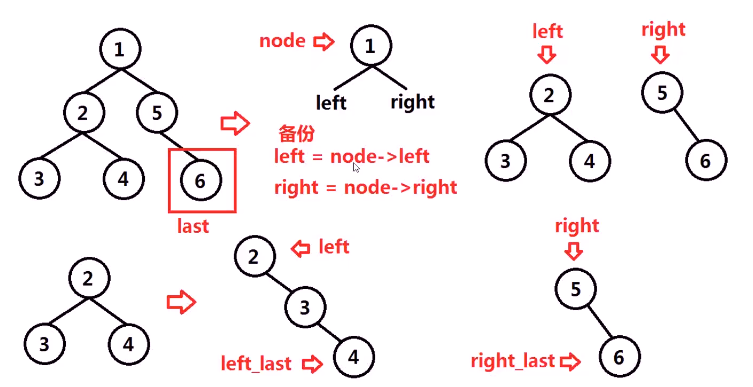 1
2
5
3
4
6
last
node
1
left
right
备份
left = node->left
right = node->right
left
right
2
3
4
5
6
2
3
4
2
left
3
left_last
4
right
5
right_last
6